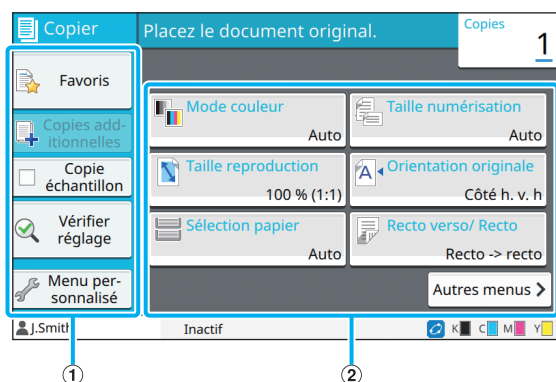 Copier
Placez le document original.
Copies
1
Favoris
Copies add-
itionnelles
Copie
échantillon
Vérifier
réglage
Menu per-
sonnalisé
Mode couleur
Auto
Taille numérisation
Auto
Taille reproduction
100 % (1:1)
Orientation originale
Côté h. v. h
Sélection papier
Auto
Recto verso/ Recto
Recto -> recto
Autres menus >
J.Smith
Inactif
K C M Y
1
2